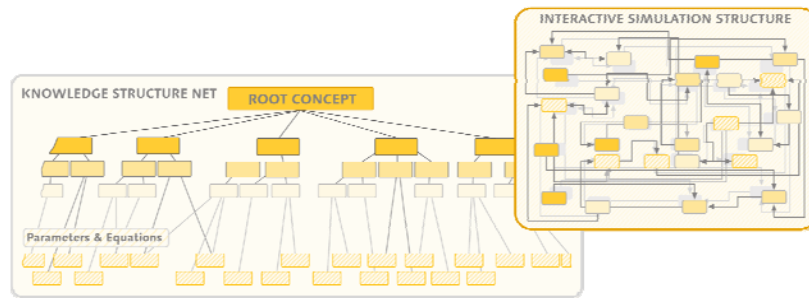 INTERACTIVE SIMULATION STRUCTURE
KNOWLEDGE STRUCTURE NET
ROOT CONCEPT
Parameters & Equations